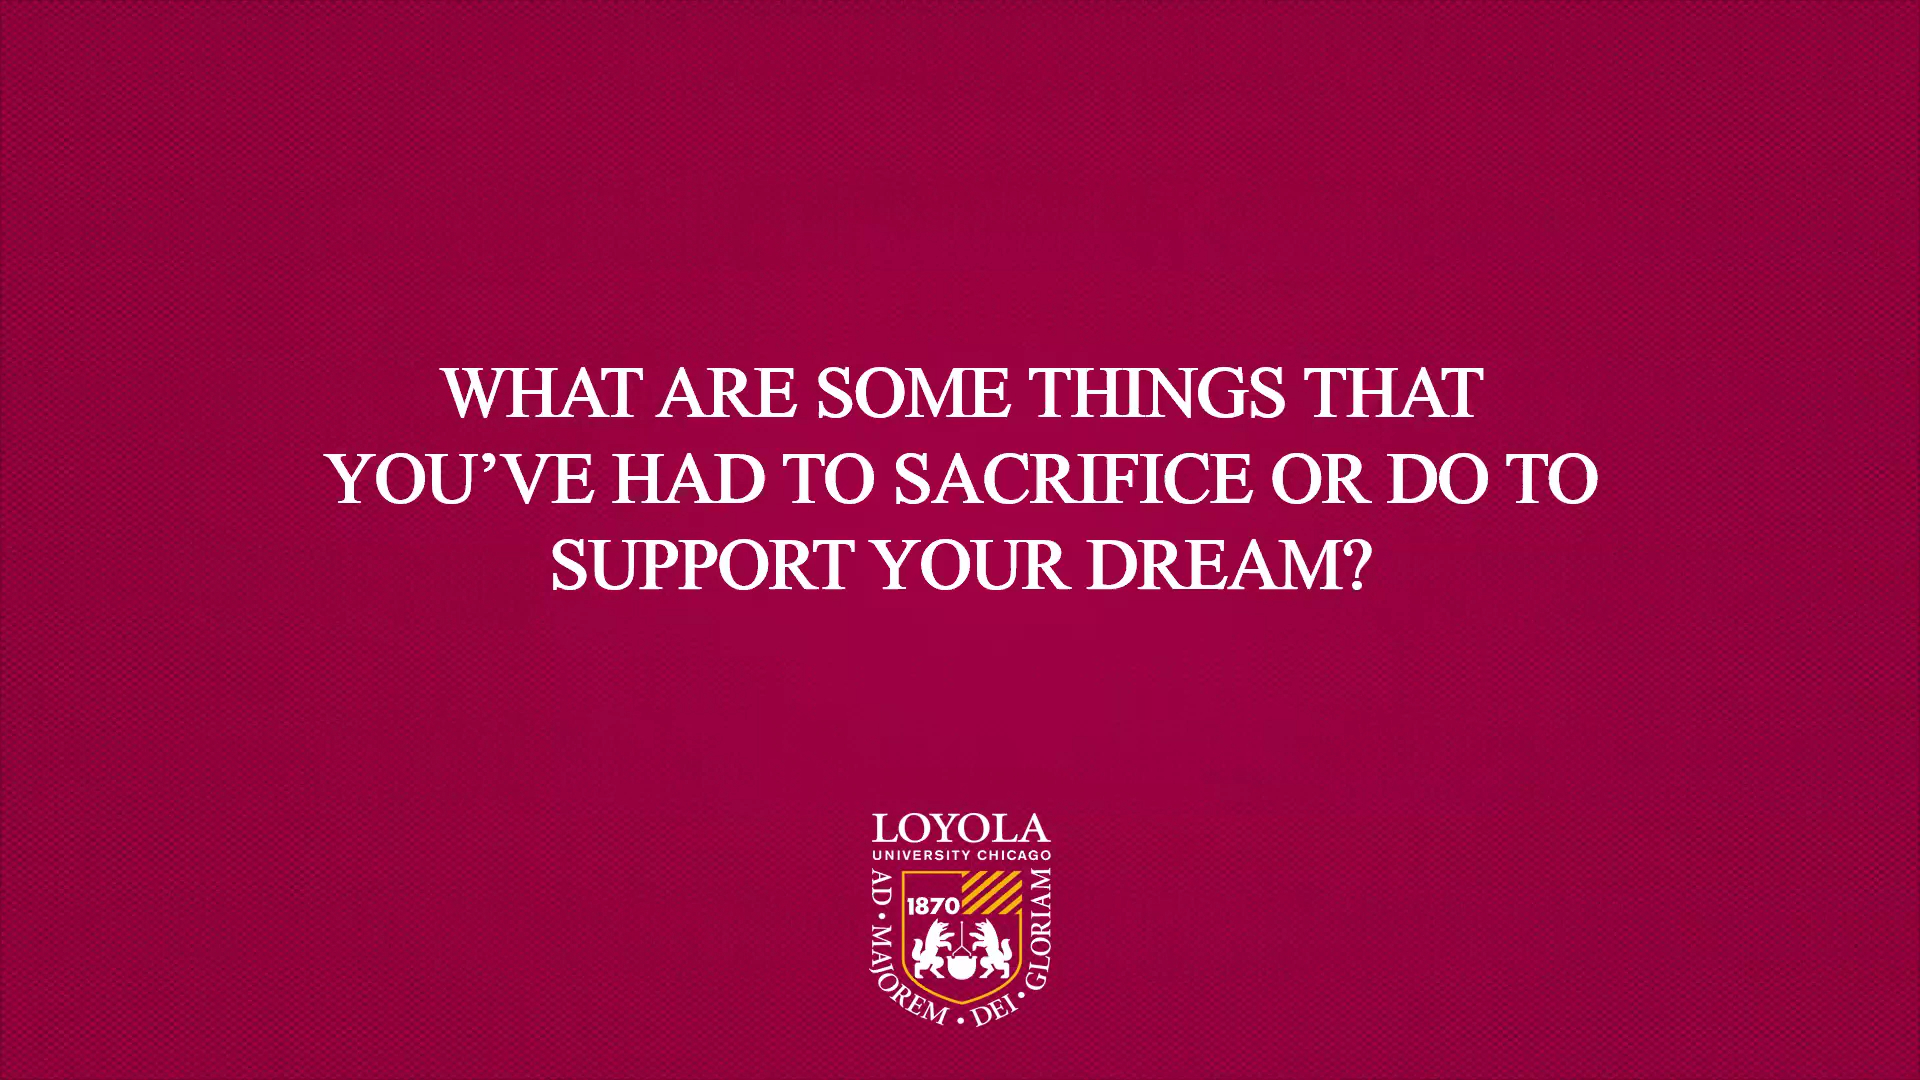 WHAT ARE SOME THINGS THAT
YOU’VE HAD TO SACRIFICE OR DO TO
SUPPORT YOUR DREAM?
LOYOLA
UNIVERSITY CHICAGO
AD • MAJOREM • DEI • GLORIAM
1870